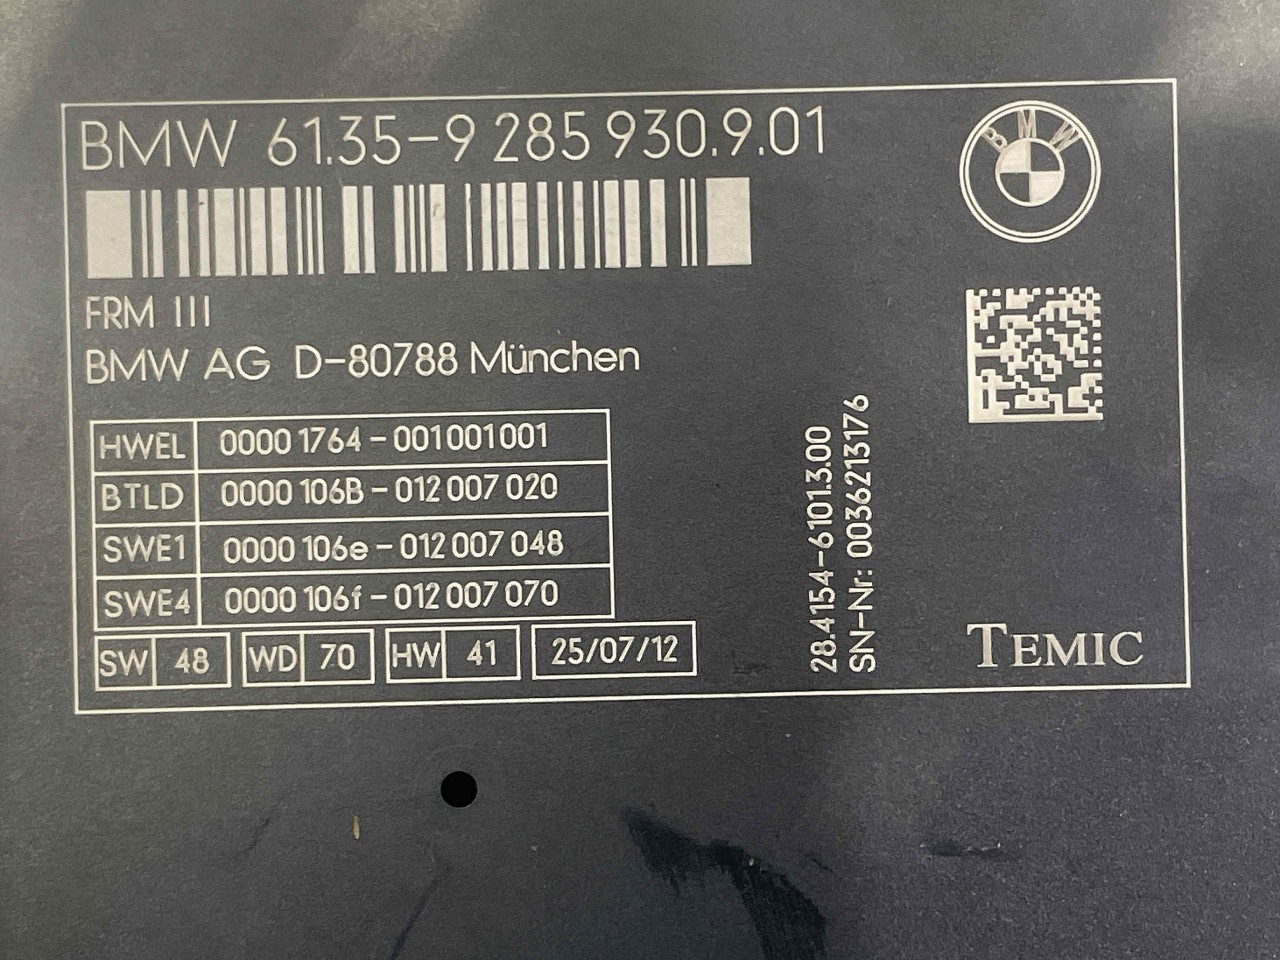 BMW 61.35-9 285 930.9.01
BMW
FRM III
BMW AG D-80788 München
HWEL 0000 1764-001001001
BTLD 0000 106B-012 007 020
SWE1 0000 106e-012 007 048
SWE4 0000 106f-012 007 070
SW 48 WD 70 HW 41 25/07/12
28.4154-6101.3.00
SN-Nr: 0036213176
TEMIC